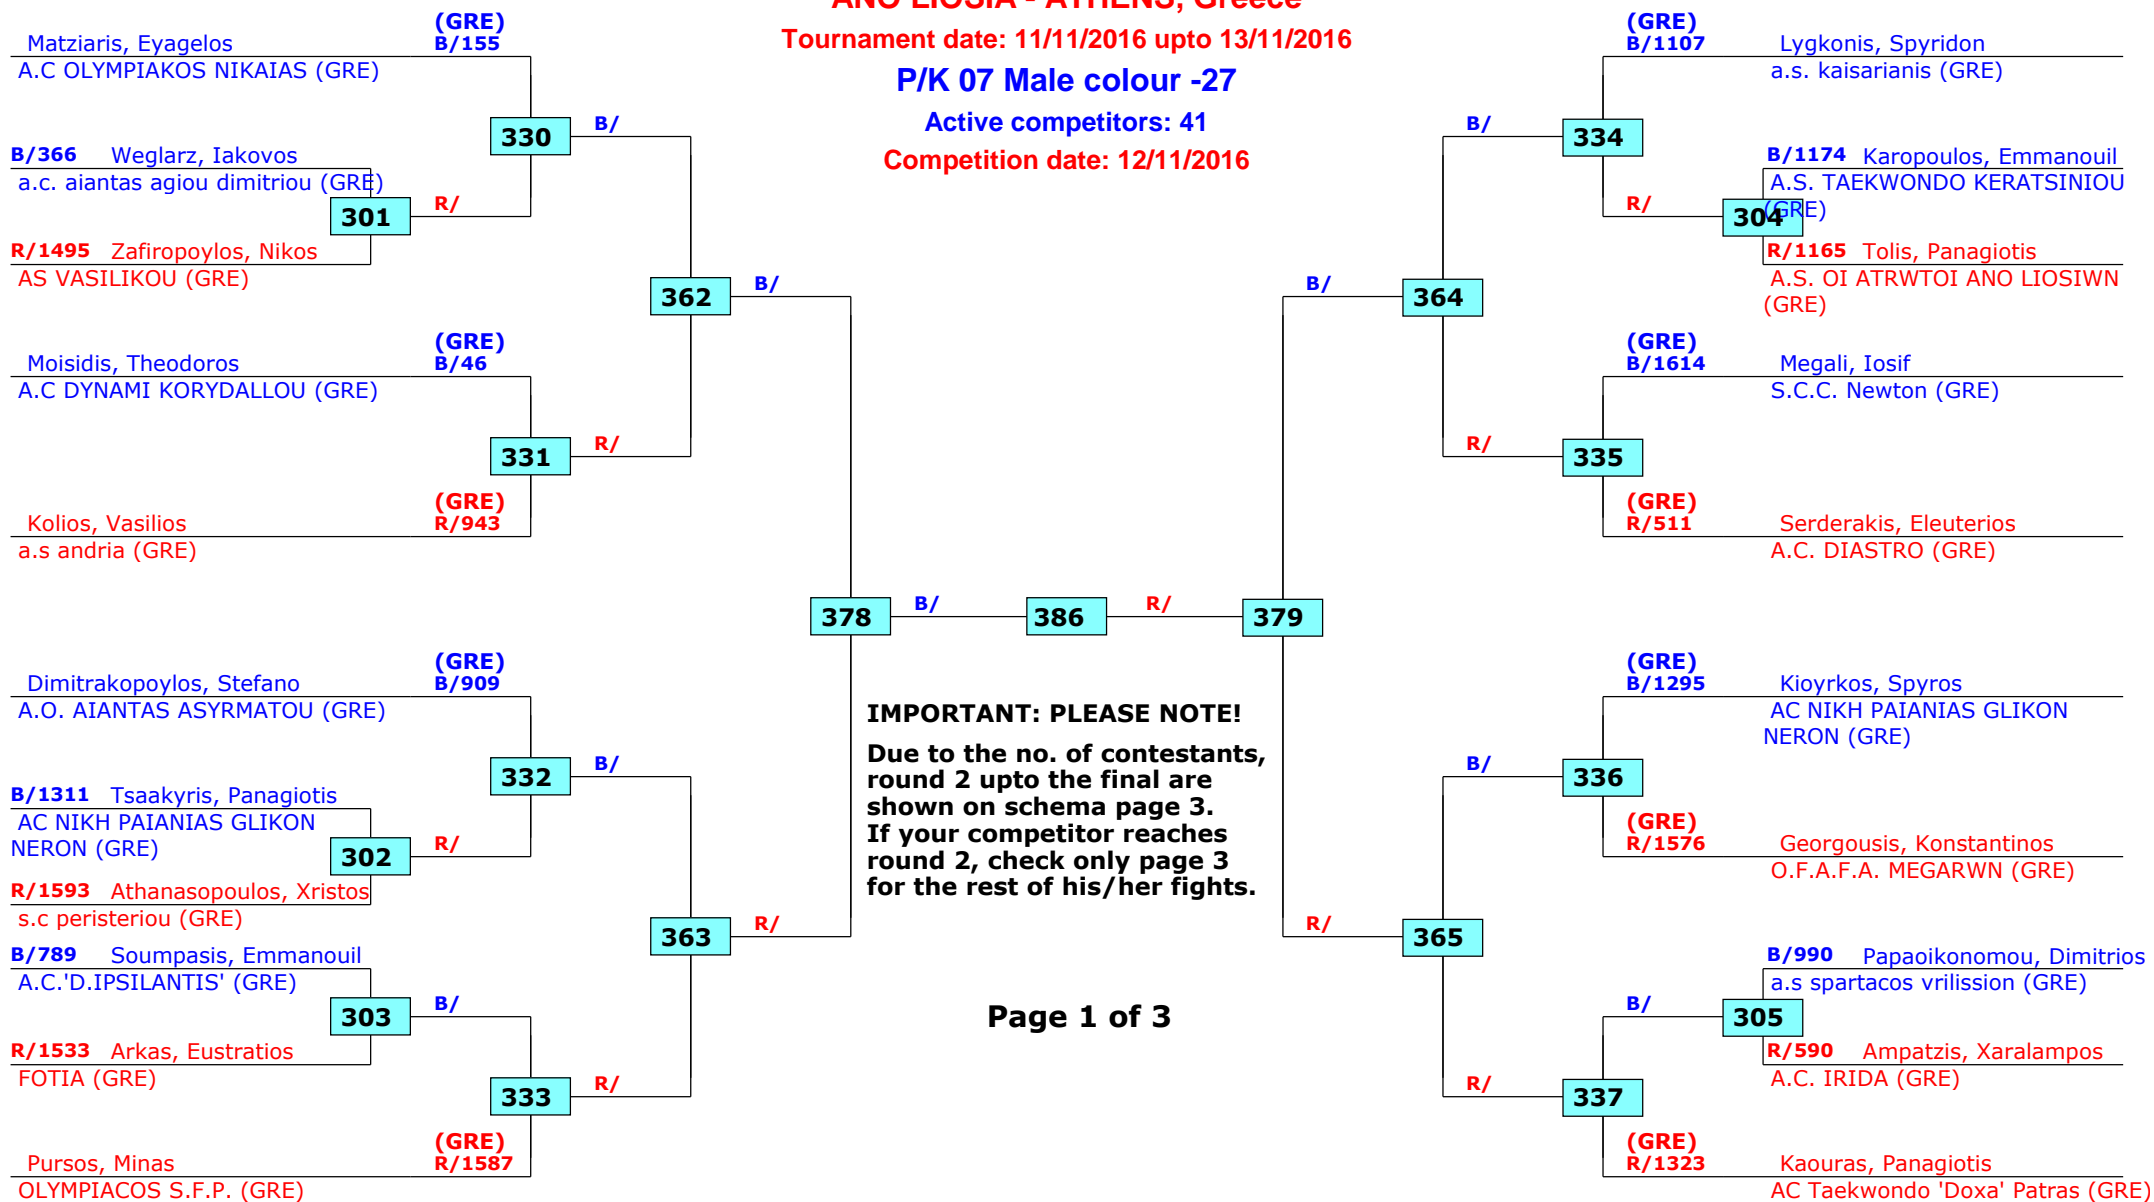 ANO LIOSIA - ATHENS, Greece
Tournament date: 11/11/2016 upto 13/11/2016
P/K 07 Male colour -27
Active competitors: 41
Competition date: 12/11/2016
(GRE)
Matziaris, Eyagelos B/155
A.C OLYMPIAKOS NIKAIAS (GRE)
330
B/
B/366 Weglarz, Iakovos
a.c. aiantas agiou dimitriou (GRE)
301
R/
R/1495 Zafiropoylos, Nikos
AS VASILIKOU (GRE)
362
B/
(GRE)
Moisidis, Theodoros B/46
A.C DYNAMI KORYDALLOU (GRE)
331
R/
(GRE)
Kolios, Vasilios R/943
a.s andria (GRE)
378
B/
386
R/
379
(GRE)
Dimitrakopoylos, Stefano B/909
A.O. AIANTAS ASYRMATOU (GRE)
332
B/
B/1311 Tsaakyris, Panagiotis
AC NIKH PAIANIAS GLIKON
NERON (GRE)
302
R/
R/1593 Athanasopoulos, Xristos
s.c peristeriou (GRE)
363
R/
B/789 Soumpasis, Emmanouil
A.C.'D.IPSILANTIS' (GRE)
303
B/
R/1533 Arkas, Eustratios
FOTIA (GRE)
333
R/
(GRE)
Pursos, Minas R/1587
OLYMPIACOS S.F.P. (GRE)
IMPORTANT: PLEASE NOTE!
Due to the no. of contestants,
round 2 upto the final are
shown on schema page 3.
If your competitor reaches
round 2, check only page 3
for the rest of his/her fights.
Page 1 of 3
(GRE)
B/1107 Lygkonis, Spyridon
a.s. kaisarianis (GRE)
B/
334
B/1174 Karopoulos, Emmanouil
A.S. TAEKWONDO KERATSINIOU
(GRE)
R/
304
R/1165 Tolis, Panagiotis
A.S. OI ATRWTOI ANO LIOSIWN
(GRE)
B/
364
(GRE)
B/1614 Megali, Iosif
S.C.C. Newton (GRE)
R/
335
(GRE)
R/511 Serderakis, Eleuterios
A.C. DIASTRO (GRE)
(GRE)
B/1295 Kioyrkos, Spyros
AC NIKH PAIANIAS GLIKON
NERON (GRE)
B/
336
(GRE)
R/1576 Georgousis, Konstantinos
O.F.A.F.A. MEGARWN (GRE)
R/
365
B/990 Papaoikonomou, Dimitrios
a.s spartacos vrilission (GRE)
B/
305
R/590 Ampatzis, Xaralampos
A.C. IRIDA (GRE)
R/
337
(GRE)
R/1323 Kaouras, Panagiotis
AC Taekwondo 'Doxa' Patras (GRE)